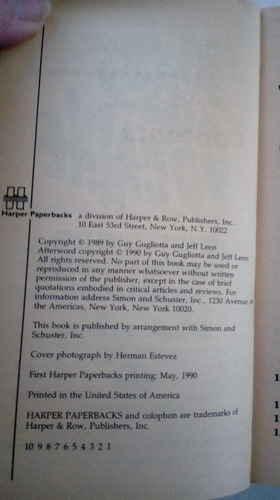 Harper Paperbacks a division of Harper & Row, Publishers, Inc.
10 East 53rd Street, New York, N.Y. 10022
Copyright © 1989 by Guy Gugliotta and Jeff Leen
Afterword copyright © 1990 by Guy Gugliotta and Jeff Leen
All rights reserved. No part of this book may be used or
reproduced in any manner whatsoever without written
permission of the publisher, except in the case of brief
quotations embodied in critical articles and reviews. For
information address Simon and Schuster, Inc., 1230 Avenue of
the Americas, New York, New York 10020.
This book is published by arrangement with Simon and
Schuster, Inc.
Cover photograph by Herman Estevez
First Harper Paperbacks printing: May, 1990
Printed in the United States of America
HARPER PAPERBACKS and colophon are trademarks of
Harper & Row, Publishers, Inc.
10 9 8 7 6 5 4 3 2 1